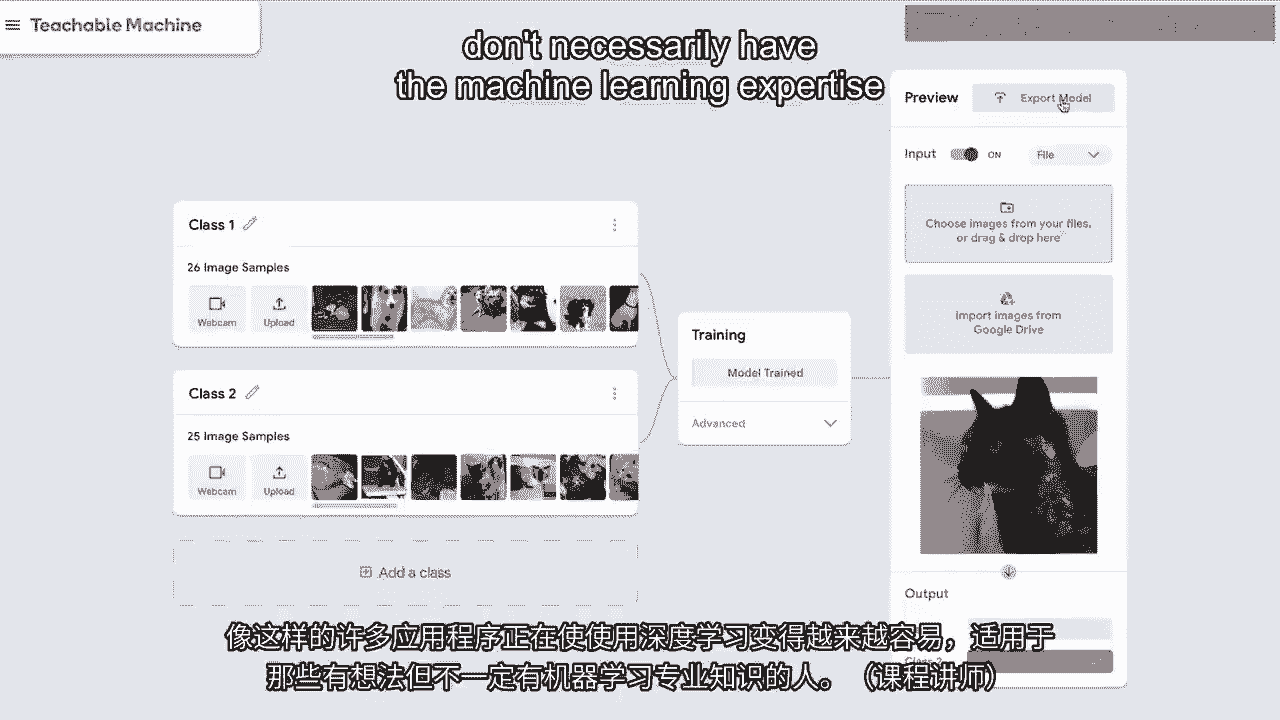 Teachable Machine
don't necessarily have
the machine learning expertise
Preview
Export Model
Input
ON
File
Choose images from your files,
or drag & drop here
Import images from
Google Drive
Class 1
26 Image Samples
Webcam
Upload
Class 2
25 Image Samples
Webcam
Upload
Add a class
Training
Model Trained
Advanced
Output
像这样的许多应用程序正在使使用深度学习变得越来越容易，适用于
那些有想法但不一定有机器学习专业知识的人。（课程讲师）